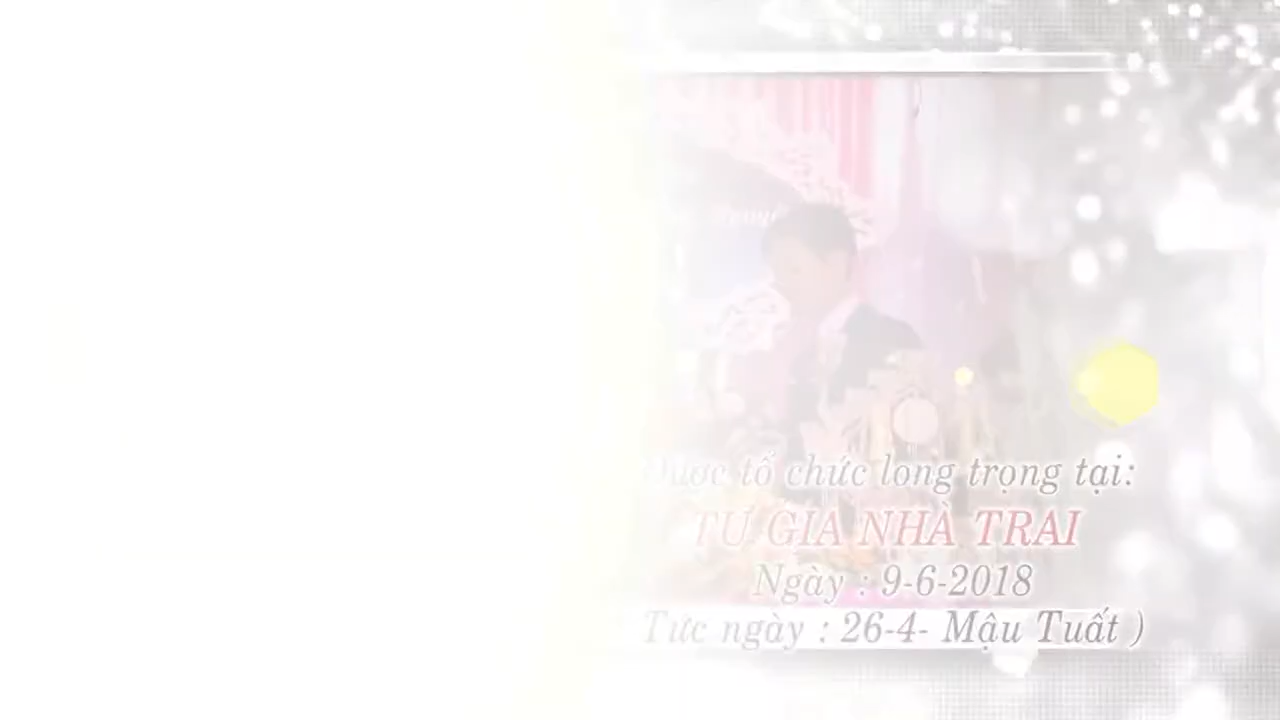 Được tổ chức long trọng tại:
TƯ GIA NHÀ TRAI
Ngày : 9-6-2018
Tức ngày : 26-4- Mậu Tuất )